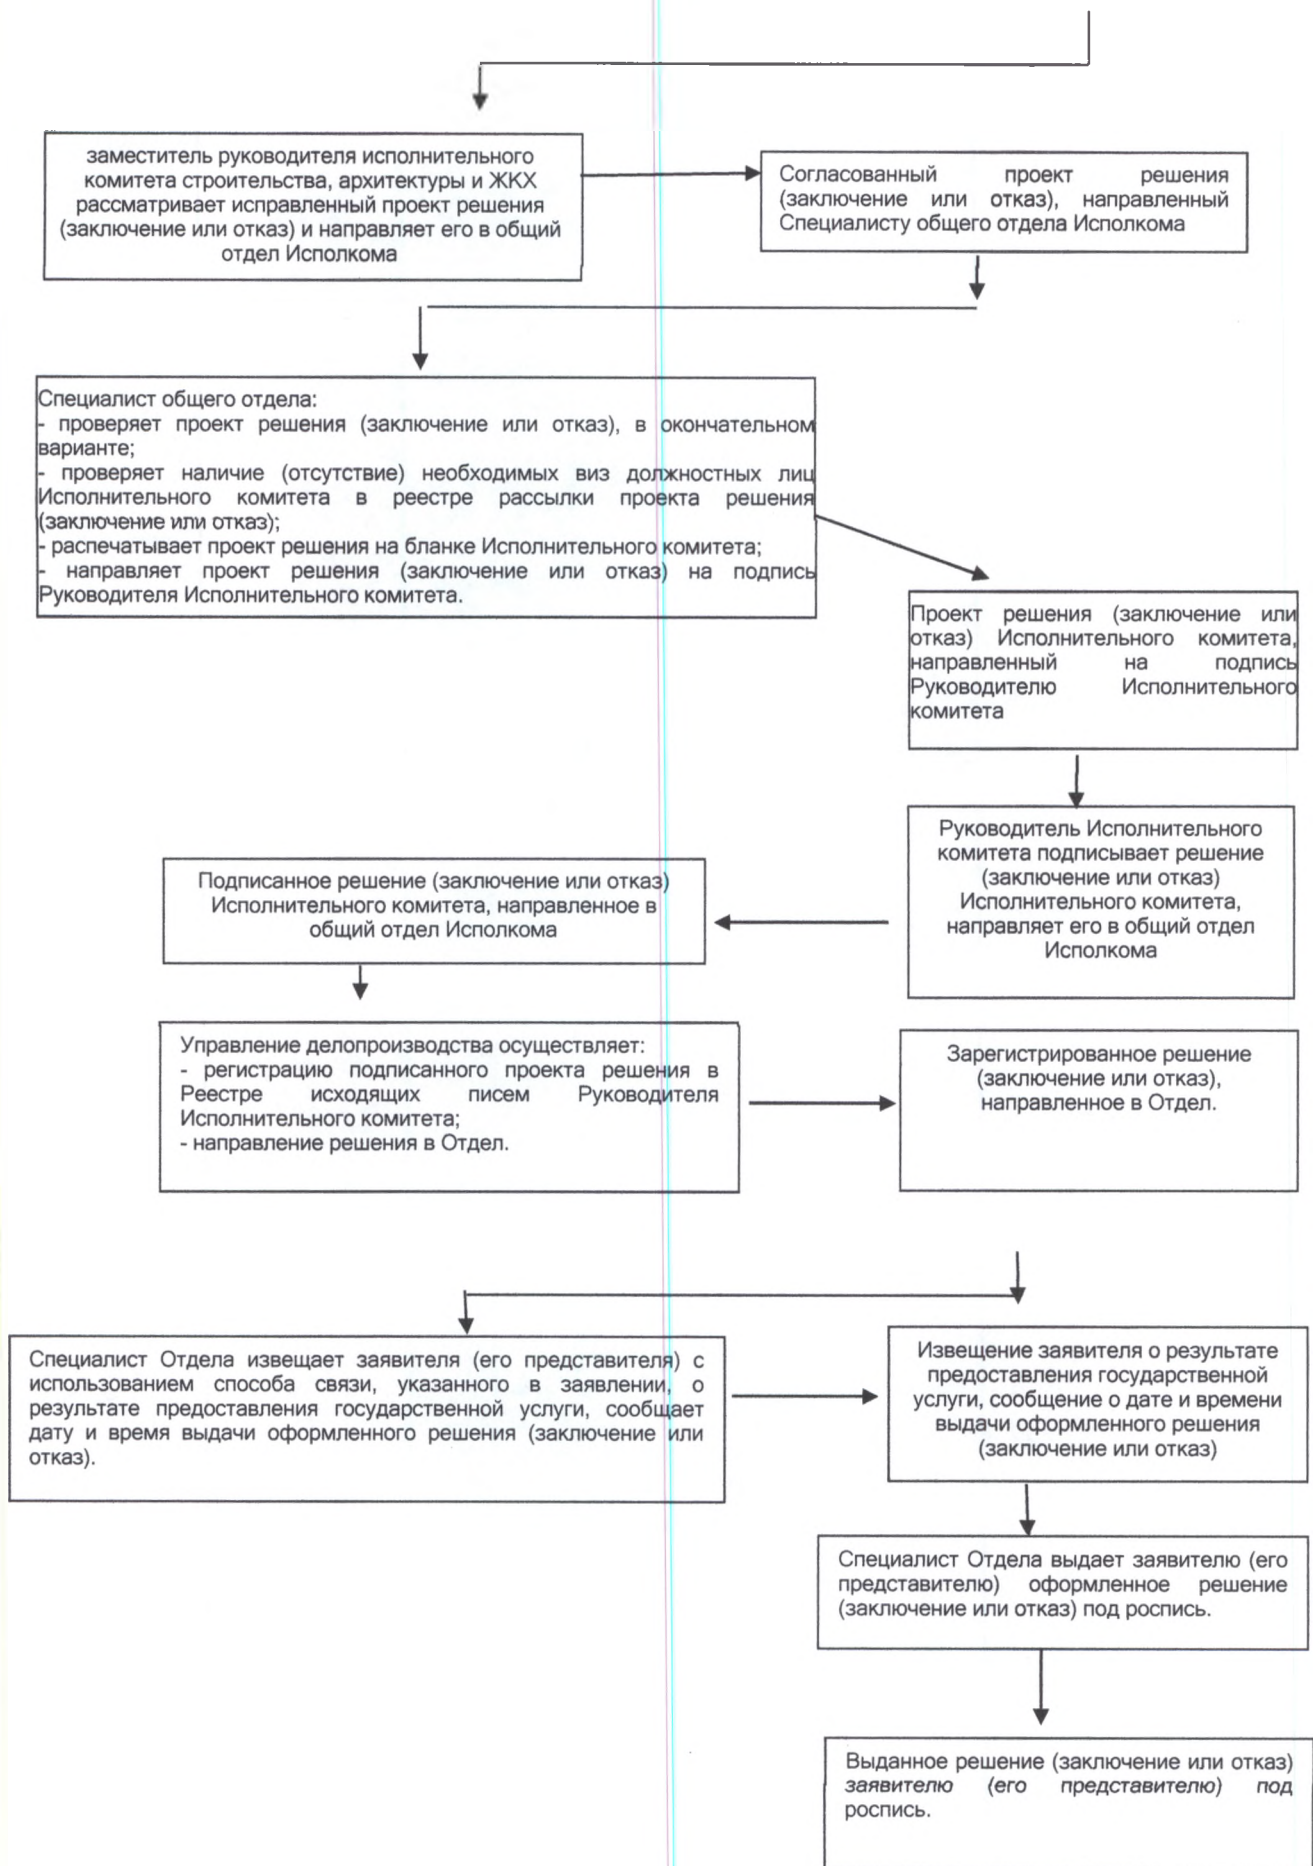 заместитель руководителя исполнительного
комитета строительства, архитектуры и ЖКХ
рассматривает исправленный проект решения
(заключение или отказ) и направляет его в общий
отдел Исполкома
Согласованный проект решения
(заключение или отказ), направленный
Специалисту общего отдела Исполкома
Специалист общего отдела:
- проверяет проект решения (заключение или отказ), в окончательном
варианте;
- проверяет наличие (отсутствие) необходимых виз должностных лиц
Исполнительного комитета в реестре рассылки проекта решения
(заключение или отказ);
- распечатывает проект решения на бланке Исполнительного комитета;
- направляет проект решения (заключение или отказ) на подпись
Руководителя Исполнительного комитета.
Проект решения (заключение или
отказ) Исполнительного комитета,
направленный на подпись
Руководителю Исполнительного
комитета
Руководитель Исполнительного
комитета подписывает решение
(заключение или отказ)
Исполнительного комитета,
направляет его в общий отдел
Исполкома
Подписанное решение (заключение или отказ)
Исполнительного комитета, направленное в
общий отдел Исполкома
Управление делопроизводства осуществляет:
- регистрацию подписанного проекта решения в
Реестре исходящих писем Руководителя
Исполнительного комитета;
- направление решения в Отдел.
Зарегистрированное решение
(заключение или отказ),
направленное в Отдел.
Специалист Отдела извещает заявителя (его представителя) с
использованием способа связи, указанного в заявлении, о
результате предоставления государственной услуги, сообщает
дату и время выдачи оформленного решения (заключение или
отказ).
Извещение заявителя о результате
предоставления государственной
услуги, сообщение о дате и времени
выдачи оформленного решения
(заключение или отказ)
Специалист Отдела выдает заявителю (его
представителю) оформленное решение
(заключение или отказ) под роспись.
Выданное решение (заключение или отказ)
заявителю (его представителю) под
роспись.